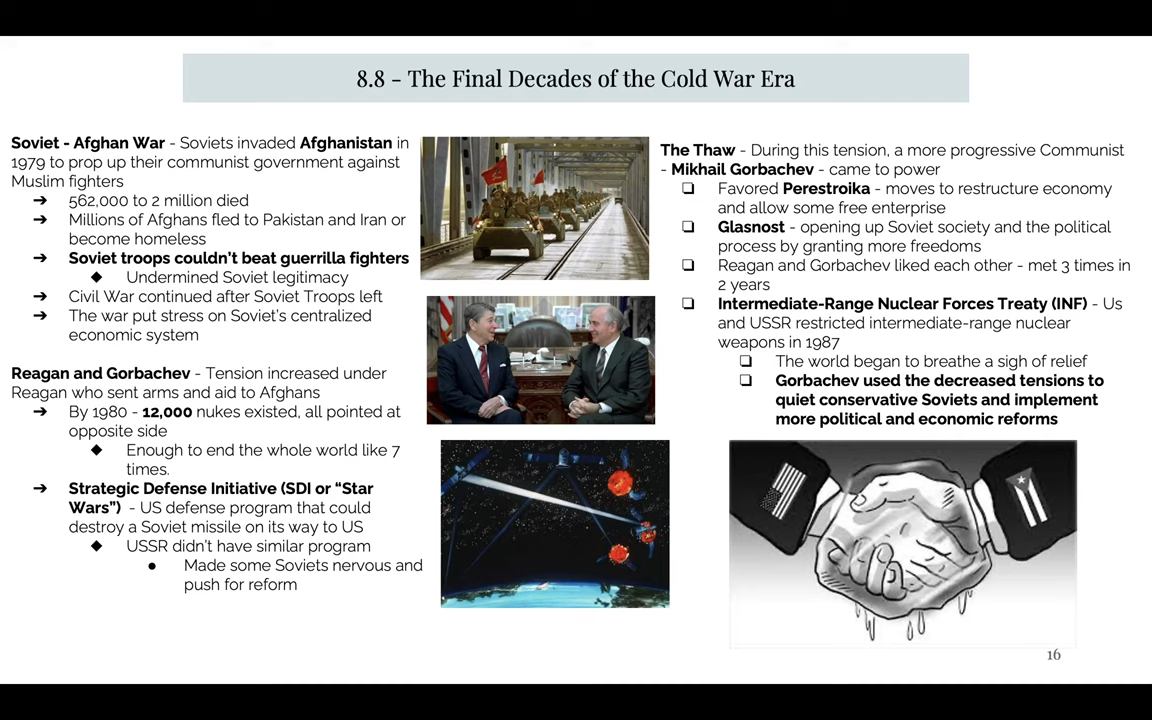 8.8 - The Final Decades of the Cold War Era
Soviet - Afghan War - Soviets invaded Afghanistan in
1979 to prop up their communist government against
Muslim fighters
➔ 562,000 to 2 million died
➔ Millions of Afghans fled to Pakistan and Iran or
become homeless
➔ Soviet troops couldn't beat guerrilla fighters
◆ Undermined Soviet legitimacy
➔ Civil War continued after Soviet Troops left
➔ The war put stress on Soviet's centralized
economic system
Reagan and Gorbachev - Tension increased under
Reagan who sent arms and aid to Afghans
➔ By 1980 - 12,000 nukes existed, all pointed at
opposite side
◆ Enough to end the whole world like 7
times.
➔ Strategic Defense Initiative (SDI or “Star
Wars”) - US defense program that could
destroy a Soviet missile on its way to US
◆ USSR didn't have similar program
● Made some Soviets nervous and
push for reform
The Thaw - During this tension, a more progressive Communist
- Mikhail Gorbachev - came to power
❏ Favored Perestroika - moves to restructure economy
and allow some free enterprise
❏ Glasnost - opening up Soviet society and the political
process by granting more freedoms
❏ Reagan and Gorbachev liked each other - met 3 times in
2 years
❏ Intermediate-Range Nuclear Forces Treaty (INF) - Us
and USSR restricted intermediate-range nuclear
weapons in 1987
❏ The world began to breathe a sigh of relief
❏ Gorbachev used the decreased tensions to
quiet conservative Soviets and implement
more political and economic reforms
16